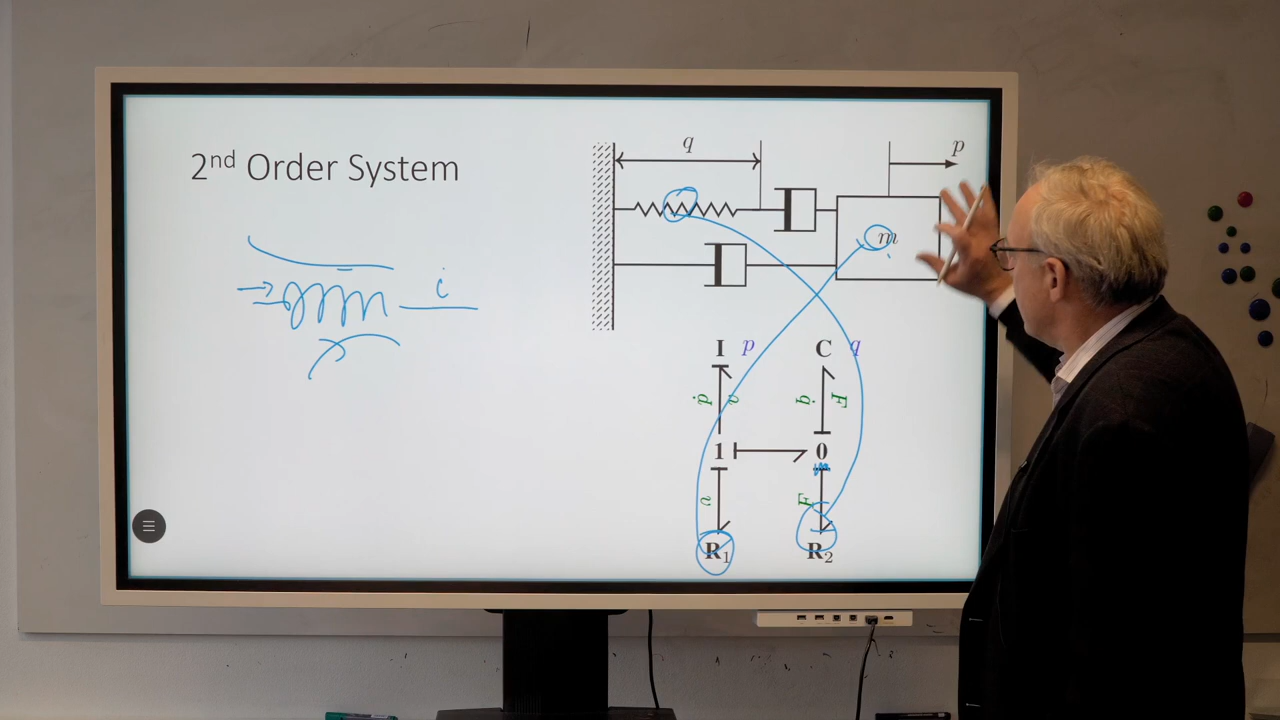 2nd Order System
q
p
m
i
I p C q
ṗ v q̇ F
1 0
v F
R1 R2